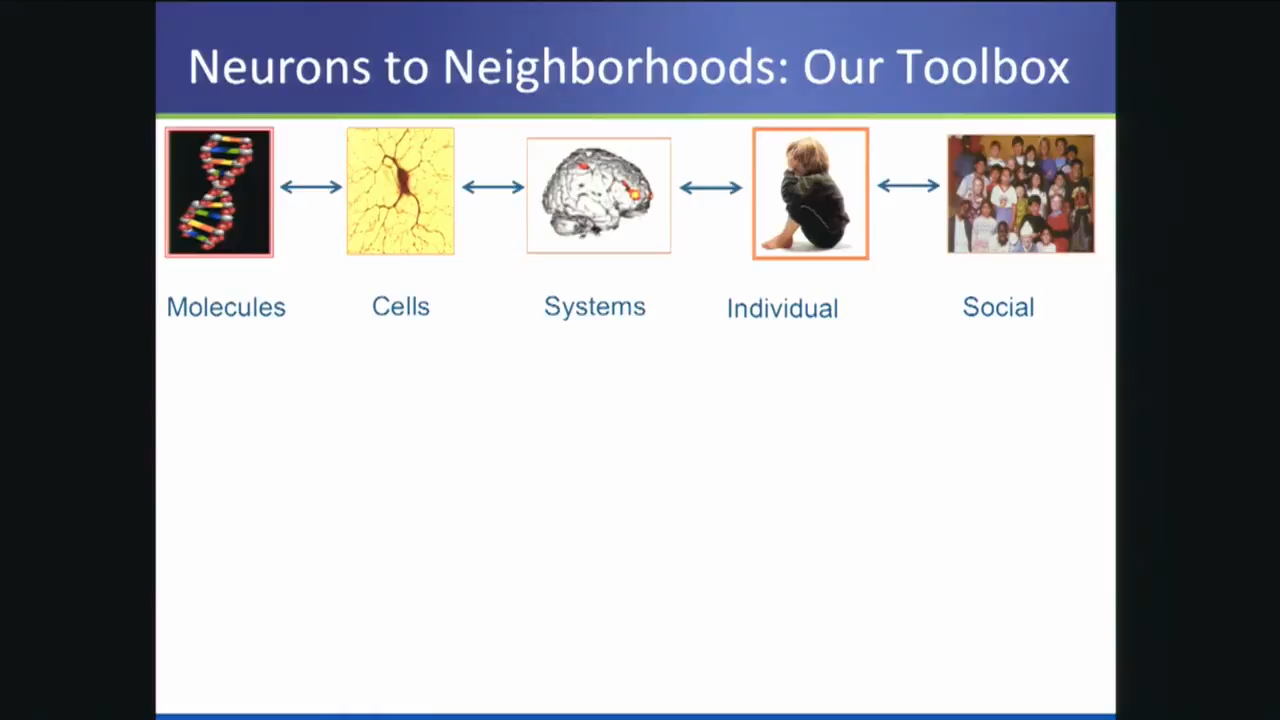 Neurons to Neighborhoods: Our Toolbox
Molecules
Cells
Systems
Individual
Social